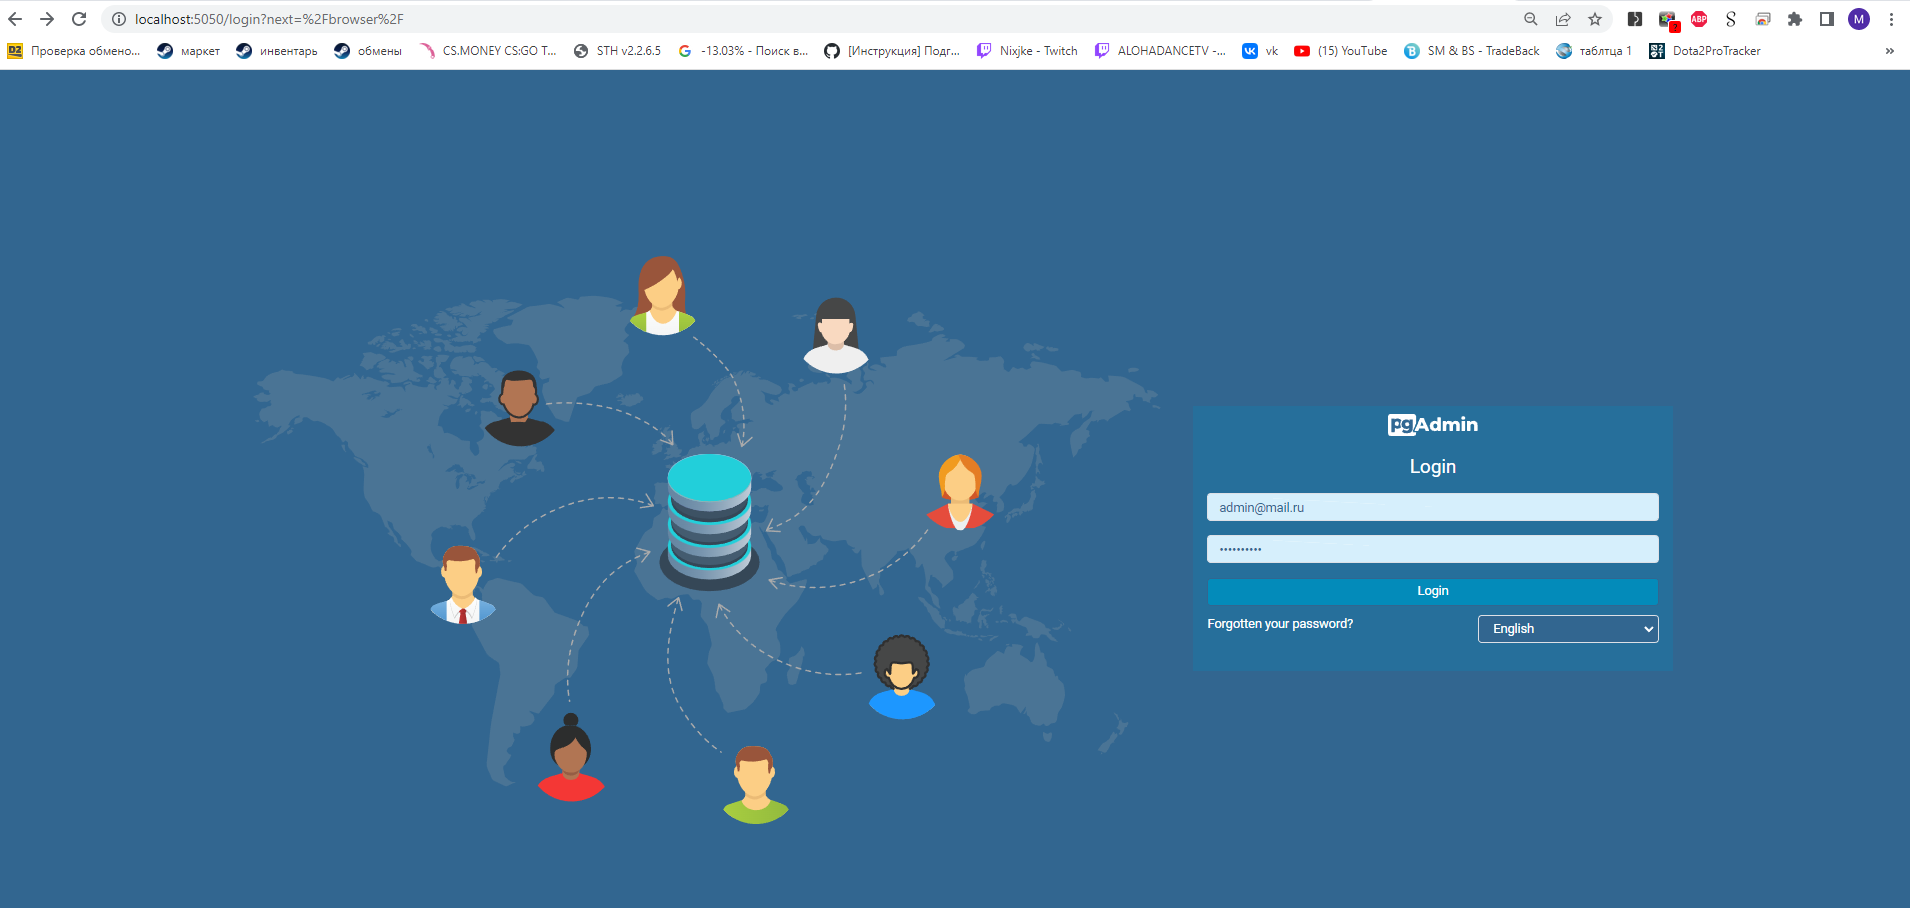 localhost:5050/login?next=%2Fbrowser%2F
ABP
?
M
D2 Проверка обмено... маркет инвентарь обмены CS.MONEY CS:GO T... STH v2.2.6.5 -13.03% - Поиск в... [Инструкция] Подг... Nixjke - Twitch ALOHADANCETV -... vk (15) YouTube SM & BS - TradeBack таблтца 1 Dota2ProTracker »
pgAdmin
Login
admin@mail.ru
••••••••••
Login
Forgotten your password?
English